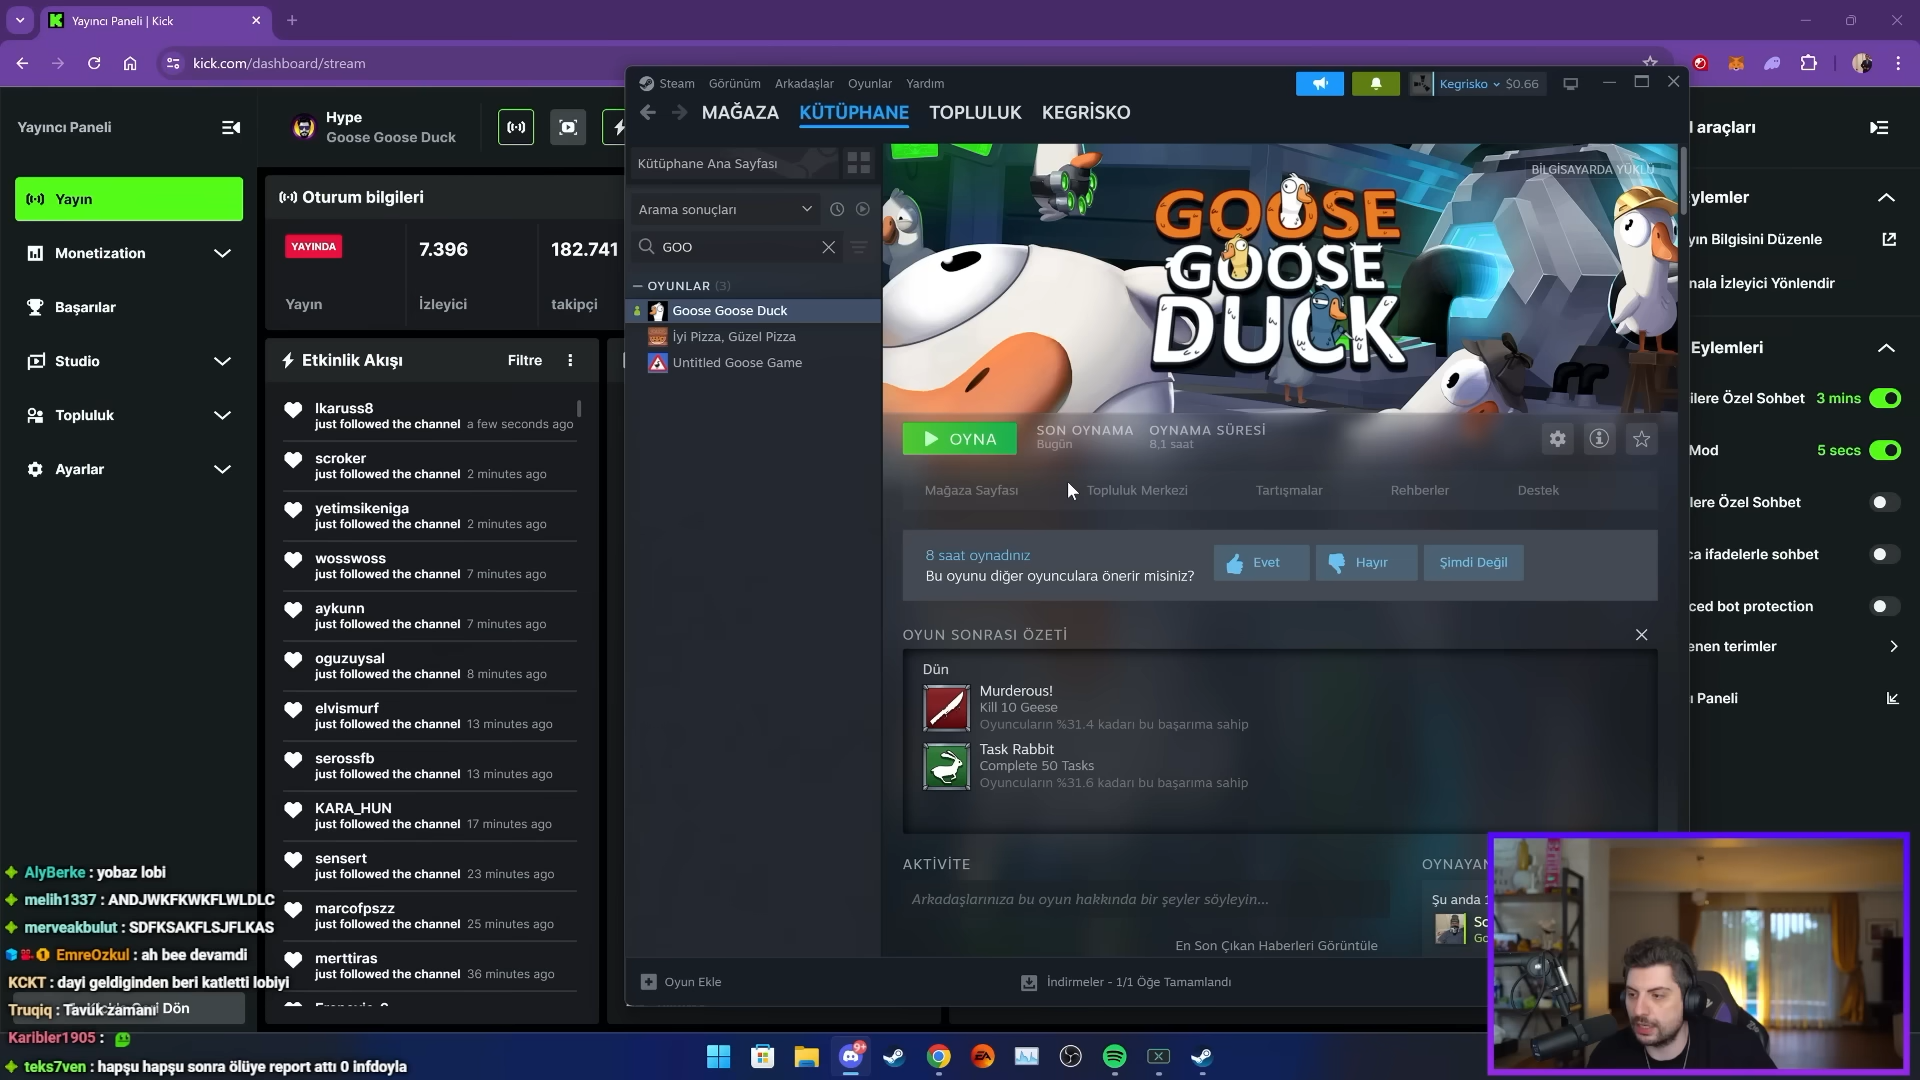 Yayıncı Paneli | Kick
kick.com/dashboard/stream
Yayıncı Paneli
Yayın
Monetization
Başarılar
Studio
Topluluk
Ayarlar
Hype
Goose Goose Duck
Oturum bilgileri
YAYINDA
7.396
182.741
Yayın
İzleyici
takipçi
Etkinlik Akışı
Filtre
Ikaruss8
just followed the channel a few seconds ago
scroker
just followed the channel 2 minutes ago
yetimsikeniga
just followed the channel 2 minutes ago
wosswoss
just followed the channel 7 minutes ago
aykunn
just followed the channel 7 minutes ago
oguzuysal
just followed the channel 8 minutes ago
elvismurf
just followed the channel 13 minutes ago
serossfb
just followed the channel 13 minutes ago
KARA_HUN
just followed the channel 17 minutes ago
sensert
just followed the channel 23 minutes ago
marcofpszz
just followed the channel 25 minutes ago
merttiras
just followed the channel 36 minutes ago
Steam
Görünüm
Arkadaşlar
Oyunlar
Yardım
Kegrisko
$0.66
MAĞAZA
KÜTÜPHANE
TOPLULUK
KEGRİSKO
Kütüphane Ana Sayfası
Arama sonuçları
GOO
OYUNLAR (3)
Goose Goose Duck
İyi Pizza, Güzel Pizza
Untitled Goose Game
BİLGİSAYARDA YÜKLÜ
GOOSE
GOOSE
DUCK
OYNA
SON OYNAMA
Bugün
OYNAMA SÜRESİ
8,1 saat
Mağaza Sayfası
Topluluk Merkezi
Tartışmalar
Rehberler
Destek
8 saat oynadınız
Bu oyunu diğer oyunculara önerir misiniz?
Evet
Hayır
Şimdi Değil
OYUN SONRASI ÖZETİ
Dün
Murderous!
Kill 10 Geese
Oyuncuların %31.4 kadarı bu başarıma sahip
Task Rabbit
Complete 50 Tasks
Oyuncuların %31.6 kadarı bu başarıma sahip
AKTİVİTE
OYNAYAN
Arkadaşlarınıza bu oyun hakkında bir şeyler söyleyin...
Şu anda 1
Sc
Go
En Son Çıkan Haberleri Görüntüle
Oyun Ekle
İndirmeler - 1/1 Öğe Tamamlandı
l araçları
ylemler
yın Bilgisini Düzenle
nala İzleyici Yönlendir
Eylemleri
ilere Özel Sohbet
3 mins
Mod
5 secs
lere Özel Sohbet
ca ifadelerle sohbet
ced bot protection
enen terimler
ı Paneli
AlyBerke : yobaz lobi
melih1337 : ANDJWKFKWKFLWLDLC
merveakbulut : SDFKSAKFLSJFLKAS
EmreOzkul : ah bee devamdi
KCKT : dayi geldiginden beri katletti lobiyi
Truqiq : Tavuk zamanı
Dön
Karibler1905 :
teks7ven : hapşu hapşu sonra ölüye report attı 0 infdoyla
9+
EA